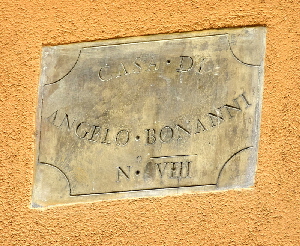 CASA · DI
ANGELO · BONANNI
N · VIII